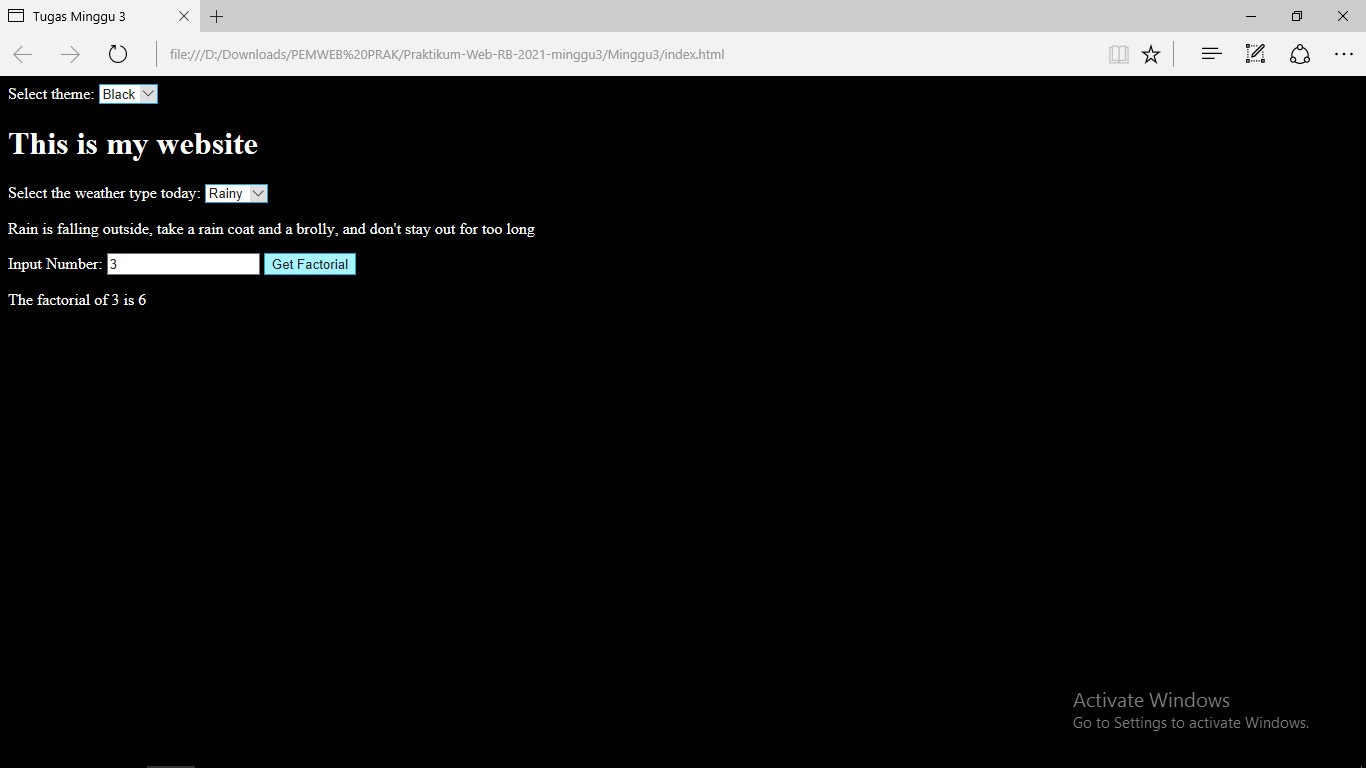 Tugas Minggu 3
file:///D:/Downloads/PEMWEB%20PRAK/Praktikum-Web-RB-2021-minggu3/Minggu3/index.html
Select theme: Black
This is my website
Select the weather type today: Rainy
Rain is falling outside, take a rain coat and a brolly, and don't stay out for too long
Input Number: 3 Get Factorial
The factorial of 3 is 6
Activate Windows
Go to Settings to activate Windows.